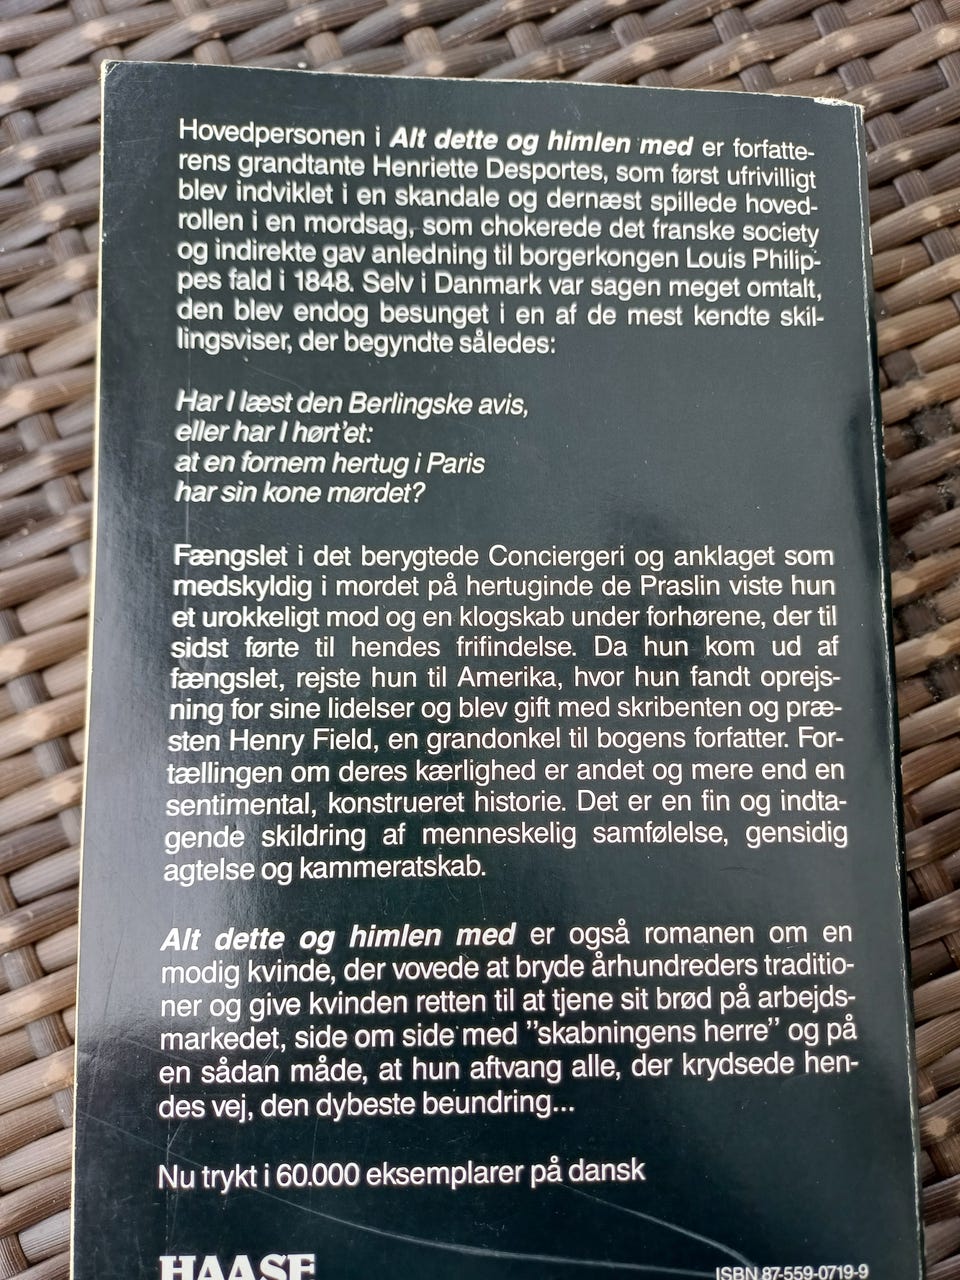 Hovedpersonen i Alt dette og himlen med er forfatte-
rens grandtante Henriette Desportes, som først ufrivilligt
blev indviklet i en skandale og dernæst spillede hoved-
rollen i en mordsag, som chokerede det franske society
og indirekte gav anledning til borgerkongen Louis Philip-
pes fald i 1848. Selv i Danmark var sagen meget omtalt,
den blev endog besunget i en af de mest kendte skil-
lingsviser, der begyndte således:
Har I læst den Berlingske avis,
eller har I hørt'et:
at en fornem hertug i Paris
har sin kone mørdet?
Fængslet i det berygtede Conciergeri og anklaget som
medskyldig i mordet på hertuginde de Praslin viste hun
et urokkeligt mod og en klogskab under forhørene, der til
sidst førte til hendes frifindelse. Da hun kom ud af
fængslet, rejste hun til Amerika, hvor hun fandt oprejs-
ning for sine lidelser og blev gift med skribenten og præ-
sten Henry Field, en grandonkel til bogens forfatter. For-
tællingen om deres kærlighed er andet og mere end en
sentimental, konstrueret historie. Det er en fin og indta-
gende skildring af menneskelig samfølelse, gensidig
agtelse og kammeratskab.
Alt dette og himlen med er også romanen om en
modig kvinde, der vovede at bryde århundreders traditio-
ner og give kvinden retten til at tjene sit brød på arbejds-
markedet, side om side med "skabningens herre" og på
en sådan måde, at hun aftvang alle, der krydsede hen-
des vej, den dybeste beundring...
Nu trykt i 60.000 eksemplarer på dansk
HAASE
ISBN 87-559-0719-9